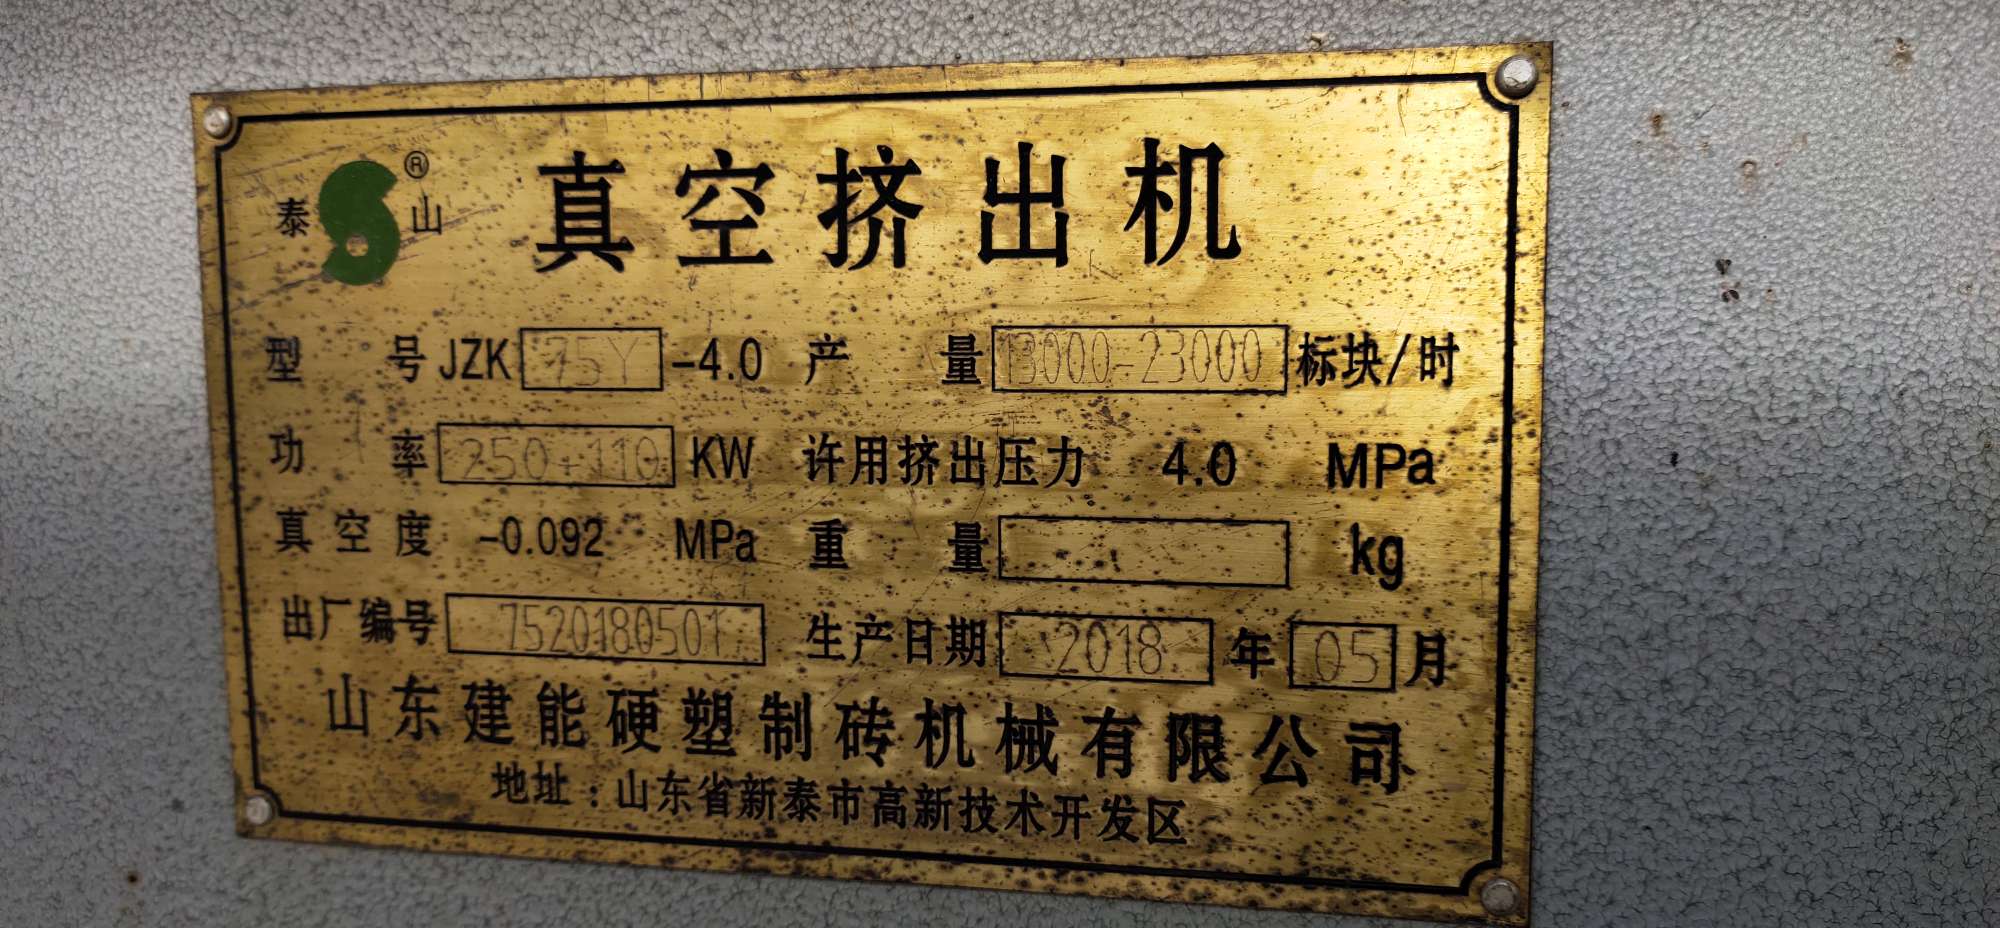 泰 ® 山 真空挤出机
型号 JZK 75Y -4.0 产量 13000-23000 标块/时
功率 250+110 KW 许用挤出压力 4.0 MPa
真空度 -0.092 MPa 重量 kg
出厂编号 7520180501 生产日期 2018 年 05 月
山东建能硬塑制砖机械有限公司
地址：山东省新泰市高新技术开发区